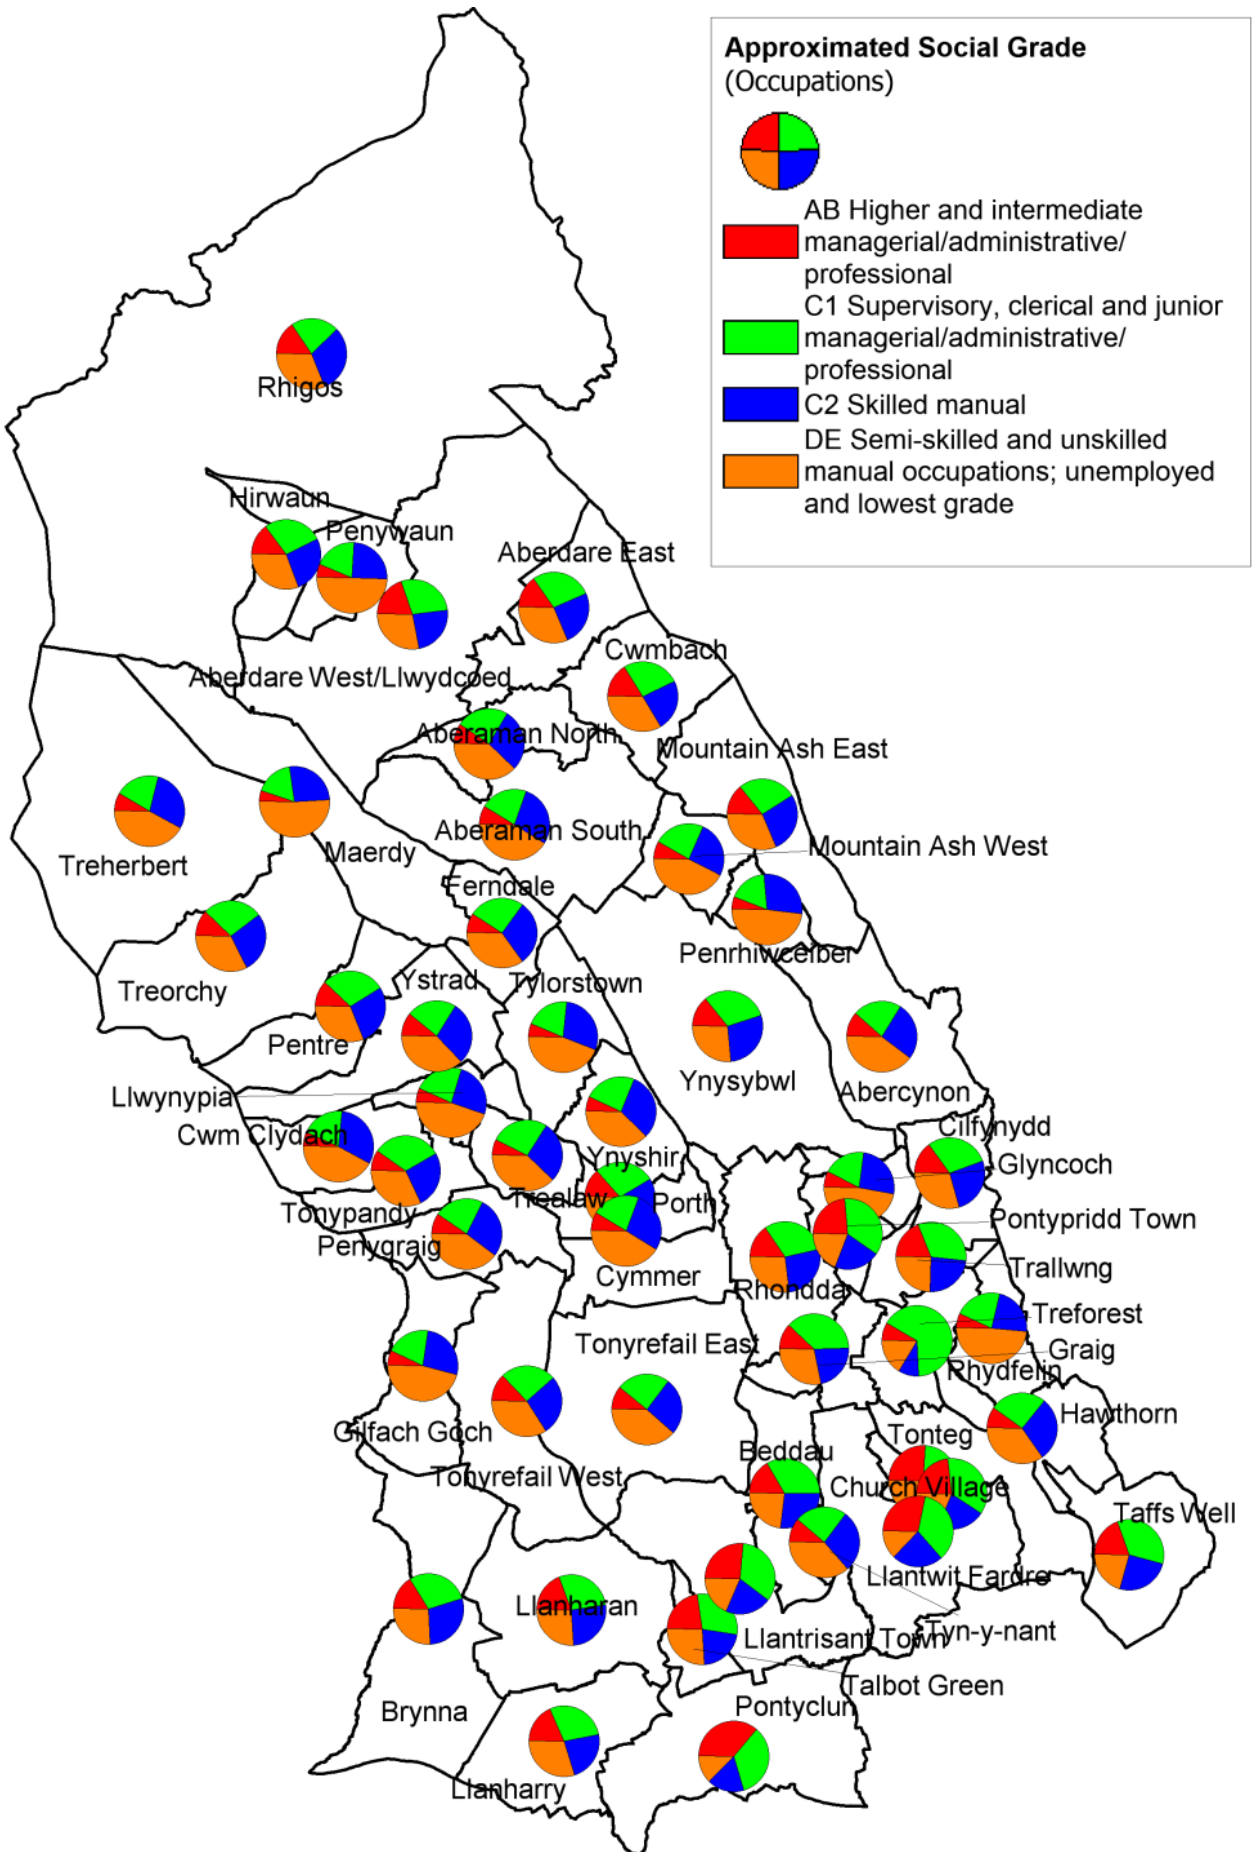 Approximated Social Grade
(Occupations)
AB Higher and intermediate
managerial/administrative/
professional
C1 Supervisory, clerical and junior
managerial/administrative/
professional
C2 Skilled manual
DE Semi-skilled and unskilled
manual occupations; unemployed
and lowest grade
Rhigos
Hirwaun
Penywaun
Aberdare East
Cwmbach
Aberdare West/Llwydcoed
Aberaman North
Mountain Ash East
Aberaman South
Mountain Ash West
Maerdy
Treherbert
Ferndale
Penrhiwceiber
Ystrad
Tylorstown
Treorchy
Pentre
Ynysybwl
Abercynon
Llwynypia
Cwm Clydach
Cilfynydd
Ynyshir
Glyncoch
Trealaw
Porth
Tonypandy
Pontypridd Town
Penygraig
Cymmer
Rhondda
Trallwng
Treforest
Tonyrefail East
Graig
Rhydfelin
Hawthorn
Gilfach Goch
Tonteg
Beddau
Tonyrefail West
Church Village
Taffs Well
Llantwit Fardre
Llanharan
Tyn-y-nant
Llantrisant Town
Talbot Green
Brynna
Pontyclun
Llanharry